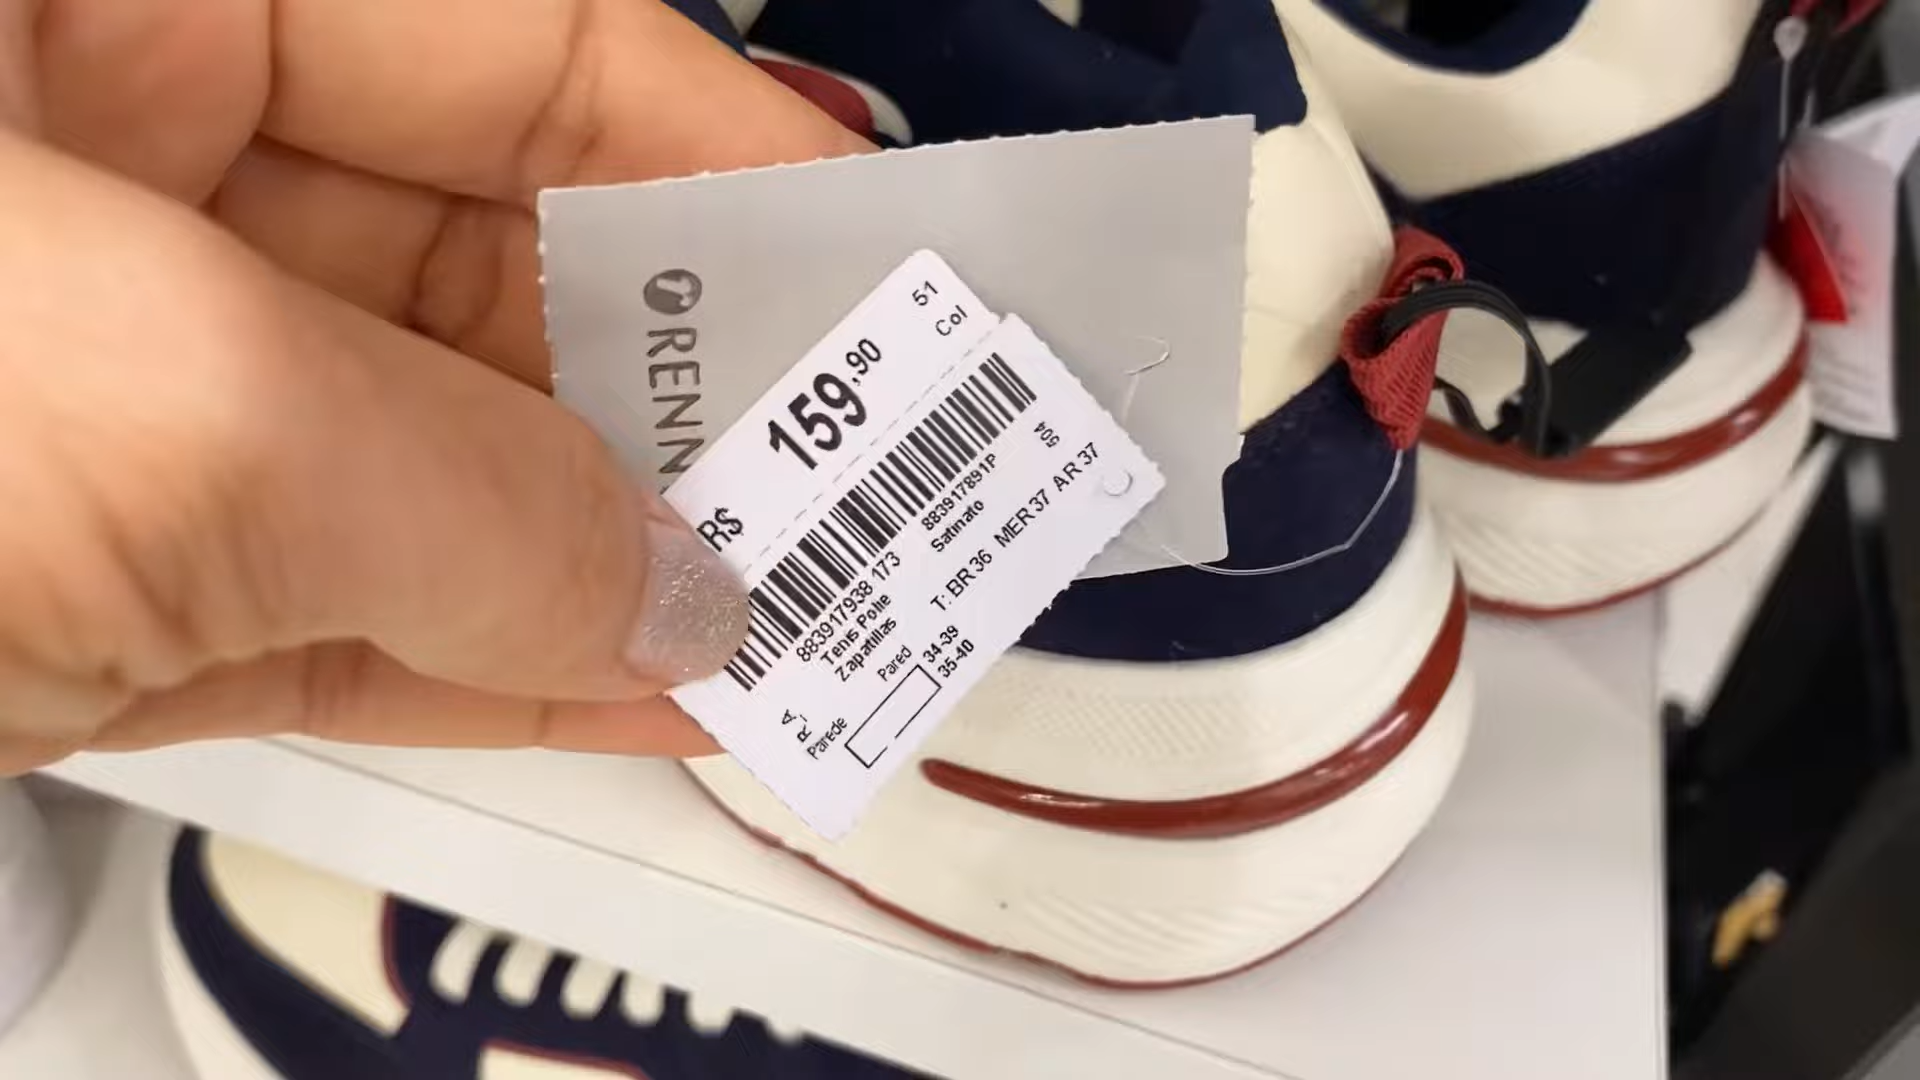 RENN
51
Col
R$ 159,90
883917938 173
Tenis Pohe
Zapatillas
883917891P
Satinato
504
T: BR 36 MER 37 AR 37
Parede
Pared
34-39
35-40